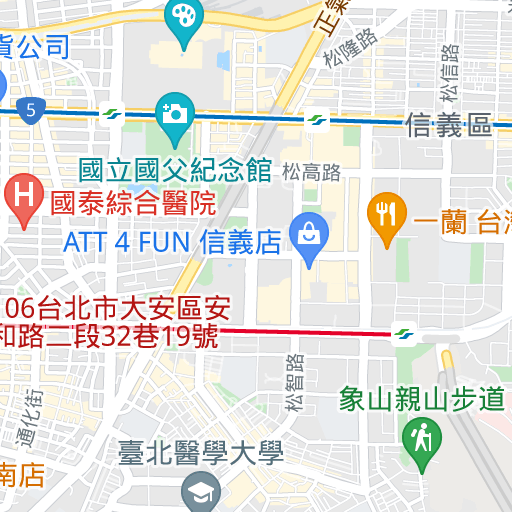 正氣
松隆路
貨公司
松信路
5
信義區
國立國父紀念館
松高路
H
國泰綜合醫院
一蘭 台灣
ATT 4 FUN 信義店
106台北市大安區安
和路二段32巷19號
松智路
通化街
象山親山步道
臺北醫學大學
南店